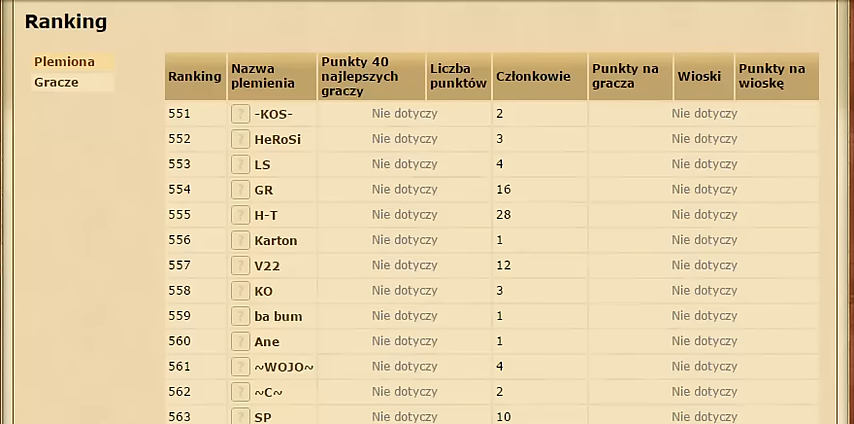 Ranking
Plemiona
Gracze
Ranking Nazwa plemienia Punkty 40 najlepszych graczy Liczba punktów Członkowie Punkty na gracza Wioski Punkty na wioskę
551 ? -KOS- Nie dotyczy 2 Nie dotyczy
552 ? HeRoSi Nie dotyczy 3 Nie dotyczy
553 ? LS Nie dotyczy 4 Nie dotyczy
554 ? GR Nie dotyczy 16 Nie dotyczy
555 ? H-T Nie dotyczy 28 Nie dotyczy
556 ? Karton Nie dotyczy 1 Nie dotyczy
557 ? V22 Nie dotyczy 12 Nie dotyczy
558 ? KO Nie dotyczy 3 Nie dotyczy
559 ? ba bum Nie dotyczy 1 Nie dotyczy
560 ? Ane Nie dotyczy 1 Nie dotyczy
561 ? ~WOJO~ Nie dotyczy 4 Nie dotyczy
562 ? ~C~ Nie dotyczy 2 Nie dotyczy
563 ? SP Nie dotyczy 10 Nie dotyczy